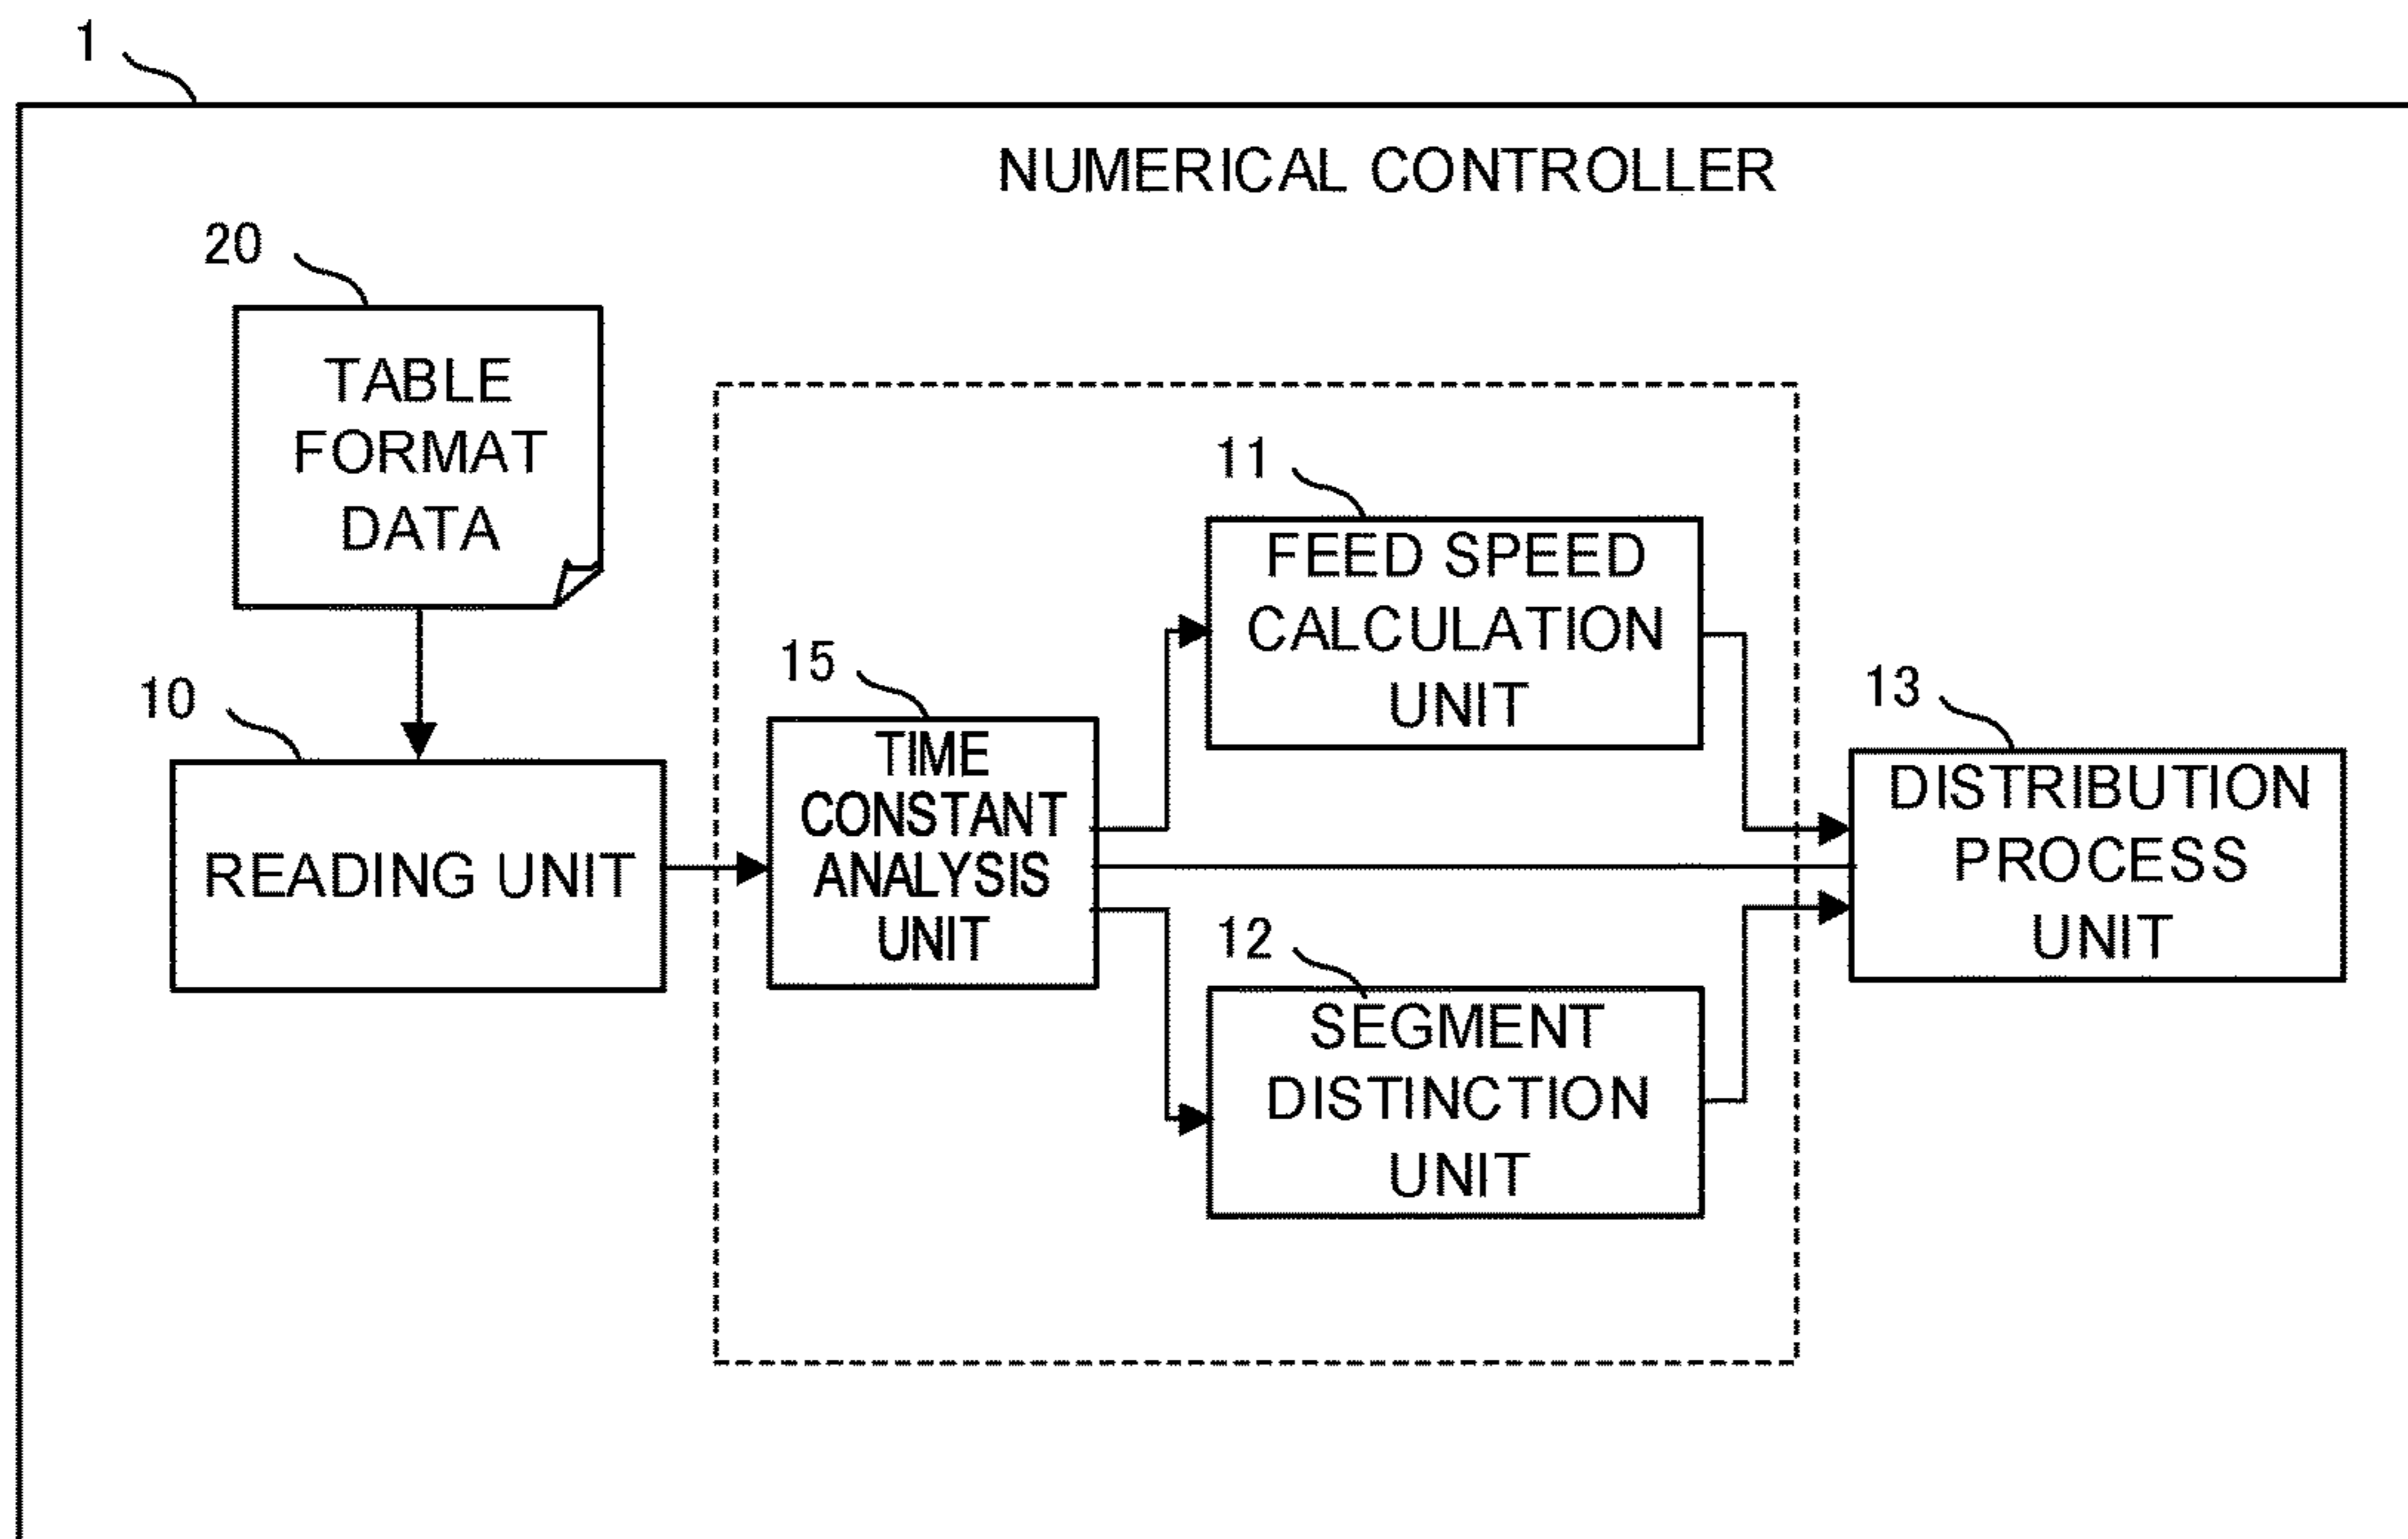 1
NUMERICAL CONTROLLER
20
TABLE
FORMAT
DATA
10
READING UNIT
15
TIME
CONSTANT
ANALYSIS
UNIT
11
FEED SPEED
CALCULATION
UNIT
12
SEGMENT
DISTINCTION
UNIT
13
DISTRIBUTION
PROCESS
UNIT